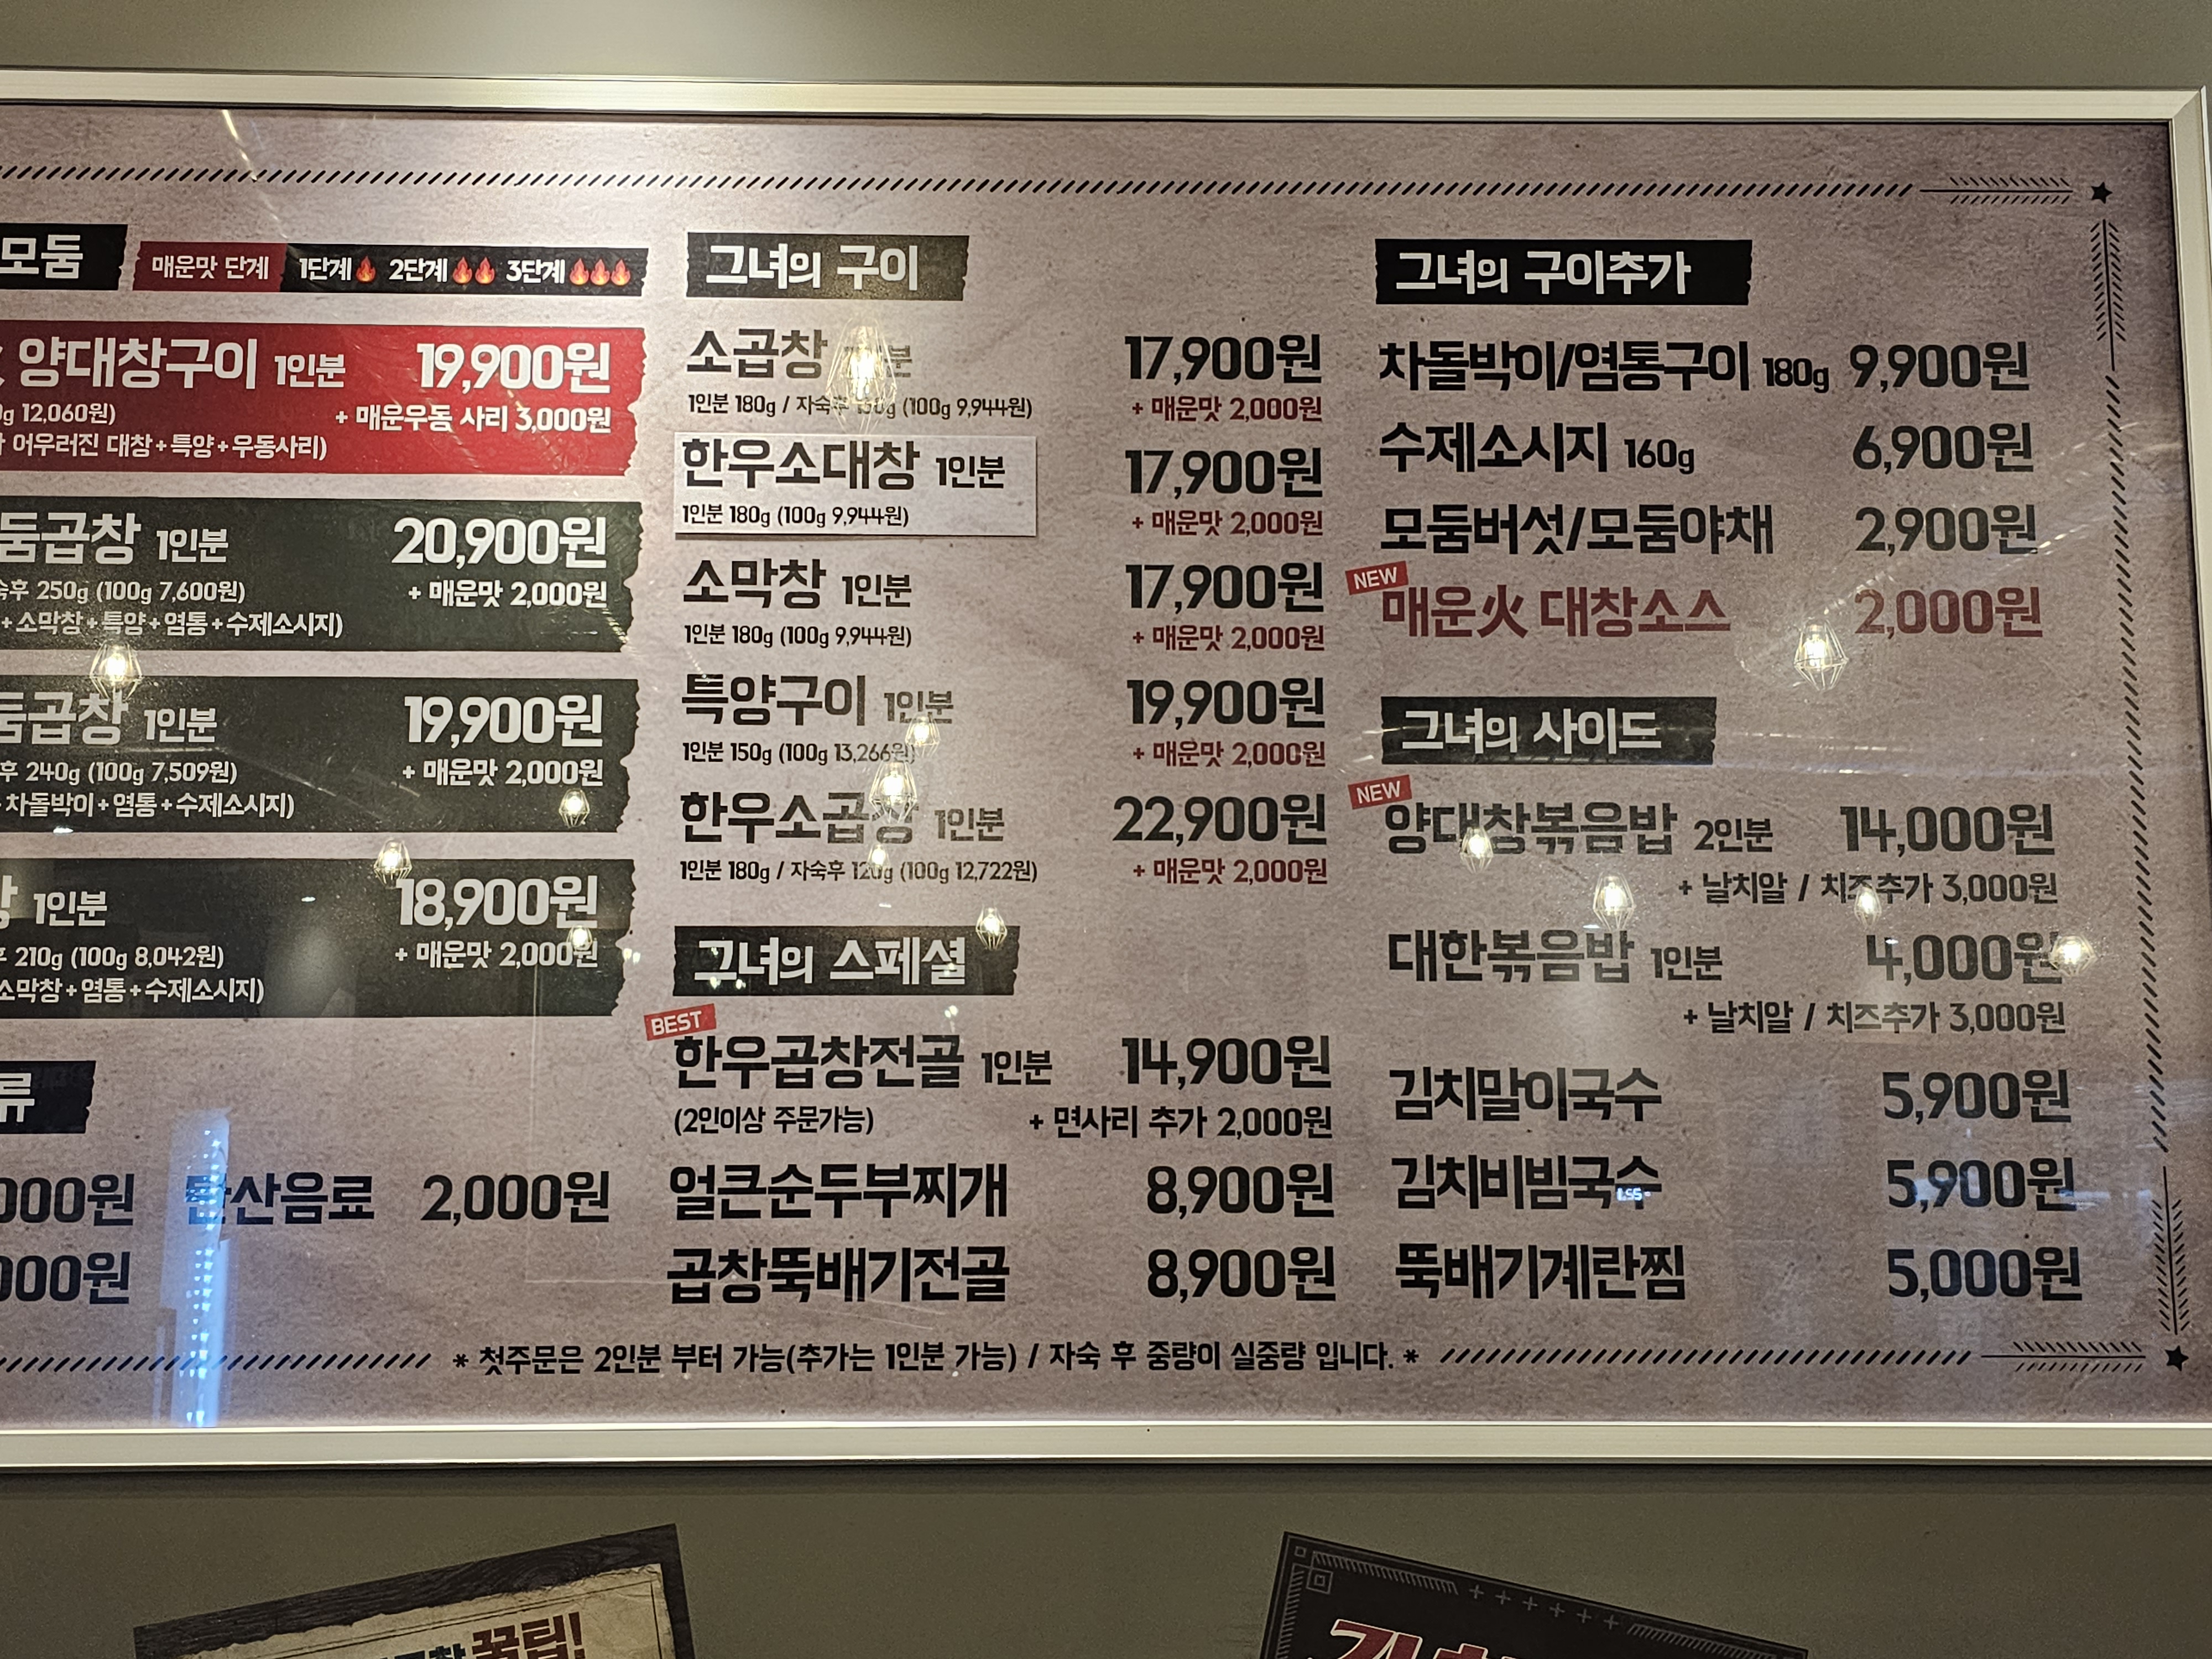 모둠
매운맛 단계 1단계 2단계 3단계
양대창구이 1인분 19,900원
12,060원) + 매운우동 사리 3,000원
어우러진 대창+특양+우동사리)
1인분 20,900원
250g (100g 7,600원) + 매운맛 2,000원
+ 소막창+특양+염통+수제소시지)
1인분 19,900원
240g (100g 7,509원) + 매운맛 2,000원
차돌박이+염통+수제소시지)
1인분 18,900원
210g (100g 8,042원) + 매운맛 2,000원
소막창+염통+수제소시지)
류
탄산음료 2,000원
그녀의 구이
소곱창 17,900원
1인분 180g / 자숙후 (100g 9,944원) + 매운맛 2,000원
한우소대창 1인분 17,900원
1인분 180g (100g 9,944원) + 매운맛 2,000원
소막창 1인분 17,900원
1인분 180g (100g 9,944원) + 매운맛 2,000원
특양구이 1인분 19,900원
1인분 150g (100g 13,266원) + 매운맛 2,000원
한우소곱창 1인분 22,900원
1인분 180g / 자숙후 120g (100g 12,722원) + 매운맛 2,000원
그녀의 스페셜
BEST
한우곱창전골 1인분 14,900원
(2인이상 주문가능) + 면사리 추가 2,000원
얼큰순두부찌개 8,900원
곱창뚝배기전골 8,900원
그녀의 구이추가
차돌박이/염통구이 180g 9,900원
수제소시지 160g 6,900원
모둠버섯/모둠야채 2,900원
NEW
매운火 대창소스 2,000원
그녀의 사이드
NEW
양대창볶음밥 2인분 14,000원
+ 날치알 / 치즈추가 3,000원
대한볶음밥 1인분 4,000원
+ 날치알 / 치즈추가 3,000원
김치말이국수 5,900원
김치비빔국수 5,900원
뚝배기계란찜 5,000원
* 첫주문은 2인분 부터 가능(추가는 1인분 가능) / 자숙 후 중량이 실중량 입니다. *
꿀팁!